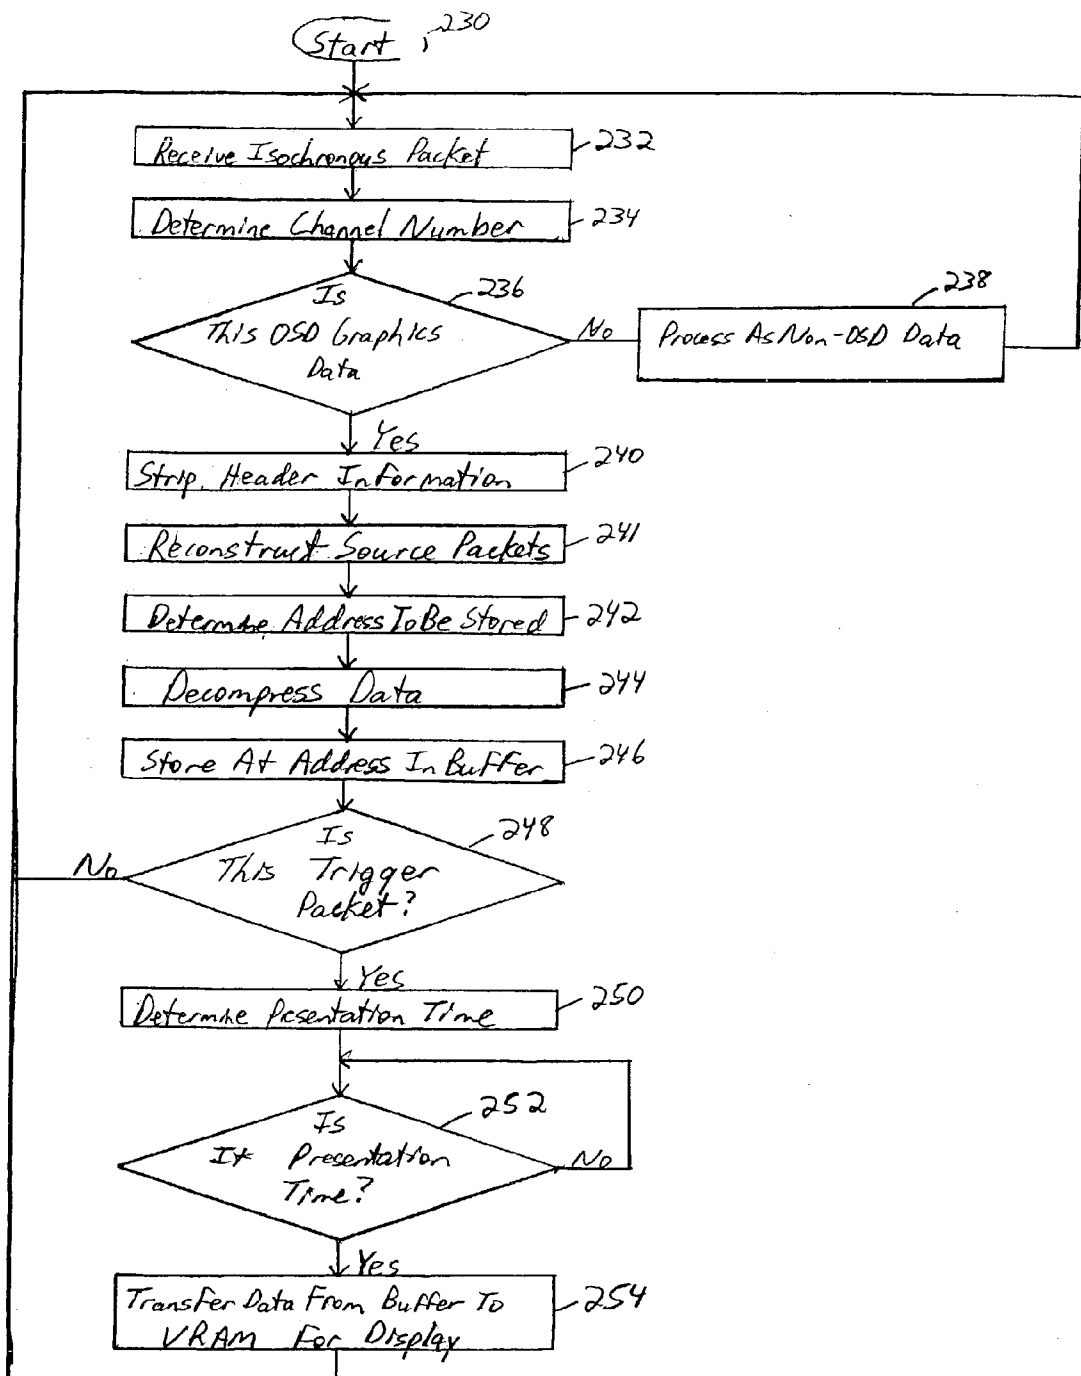 Start 230
Receive Isochronous Packet 232
Determine Channel Number 234
Is 236
This OSD Graphics
Data
No
Process As Non-OSD Data 238
Yes
Strip Header Information 240
Reconstruct Source Packets 241
Determine Address To Be Stored 242
Decompress Data 244
Store At Address In Buffer 246
Is 248
This Trigger
Packet?
No
Yes
Determine Presentation Time 250
Is 252
It Presentation
Time?
No
Yes
Transfer Data From Buffer To 254
VRAM For Display